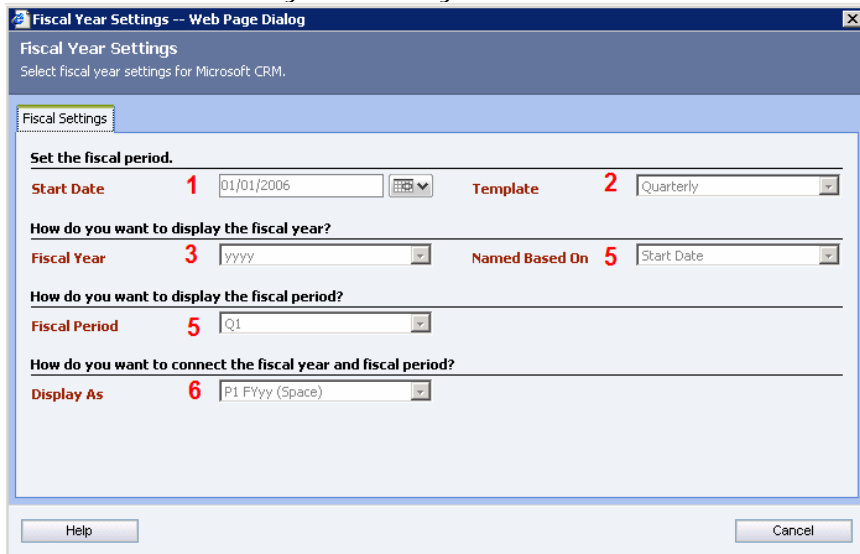 Fiscal Year Settings -- Web Page Dialog
Fiscal Year Settings
Select fiscal year settings for Microsoft CRM.
Fiscal Settings
Set the fiscal period.
Start Date 1 01/01/2006 Template 2 Quarterly
How do you want to display the fiscal year?
Fiscal Year 3 yyyy Named Based On 5 Start Date
How do you want to display the fiscal period?
Fiscal Period 5 Q1
How do you want to connect the fiscal year and fiscal period?
Display As 6 P1 FYyy (Space)
Help Cancel